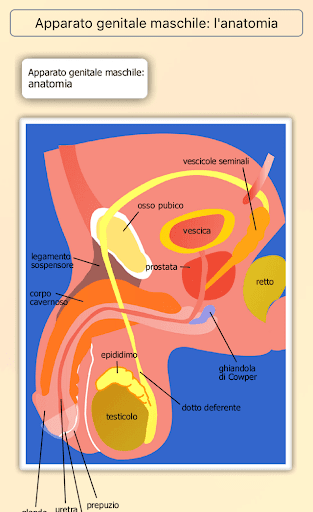 Apparato genitale maschile: l'anatomia
Apparato genitale maschile:
anatomia
vescicole seminali
osso pubico
vescica
legamento
sospensore
prostata
retto
corpo
cavernoso
ghiandola
di Cowper
epididimo
dotto deferente
testicolo
prepuzio
uretra
glande